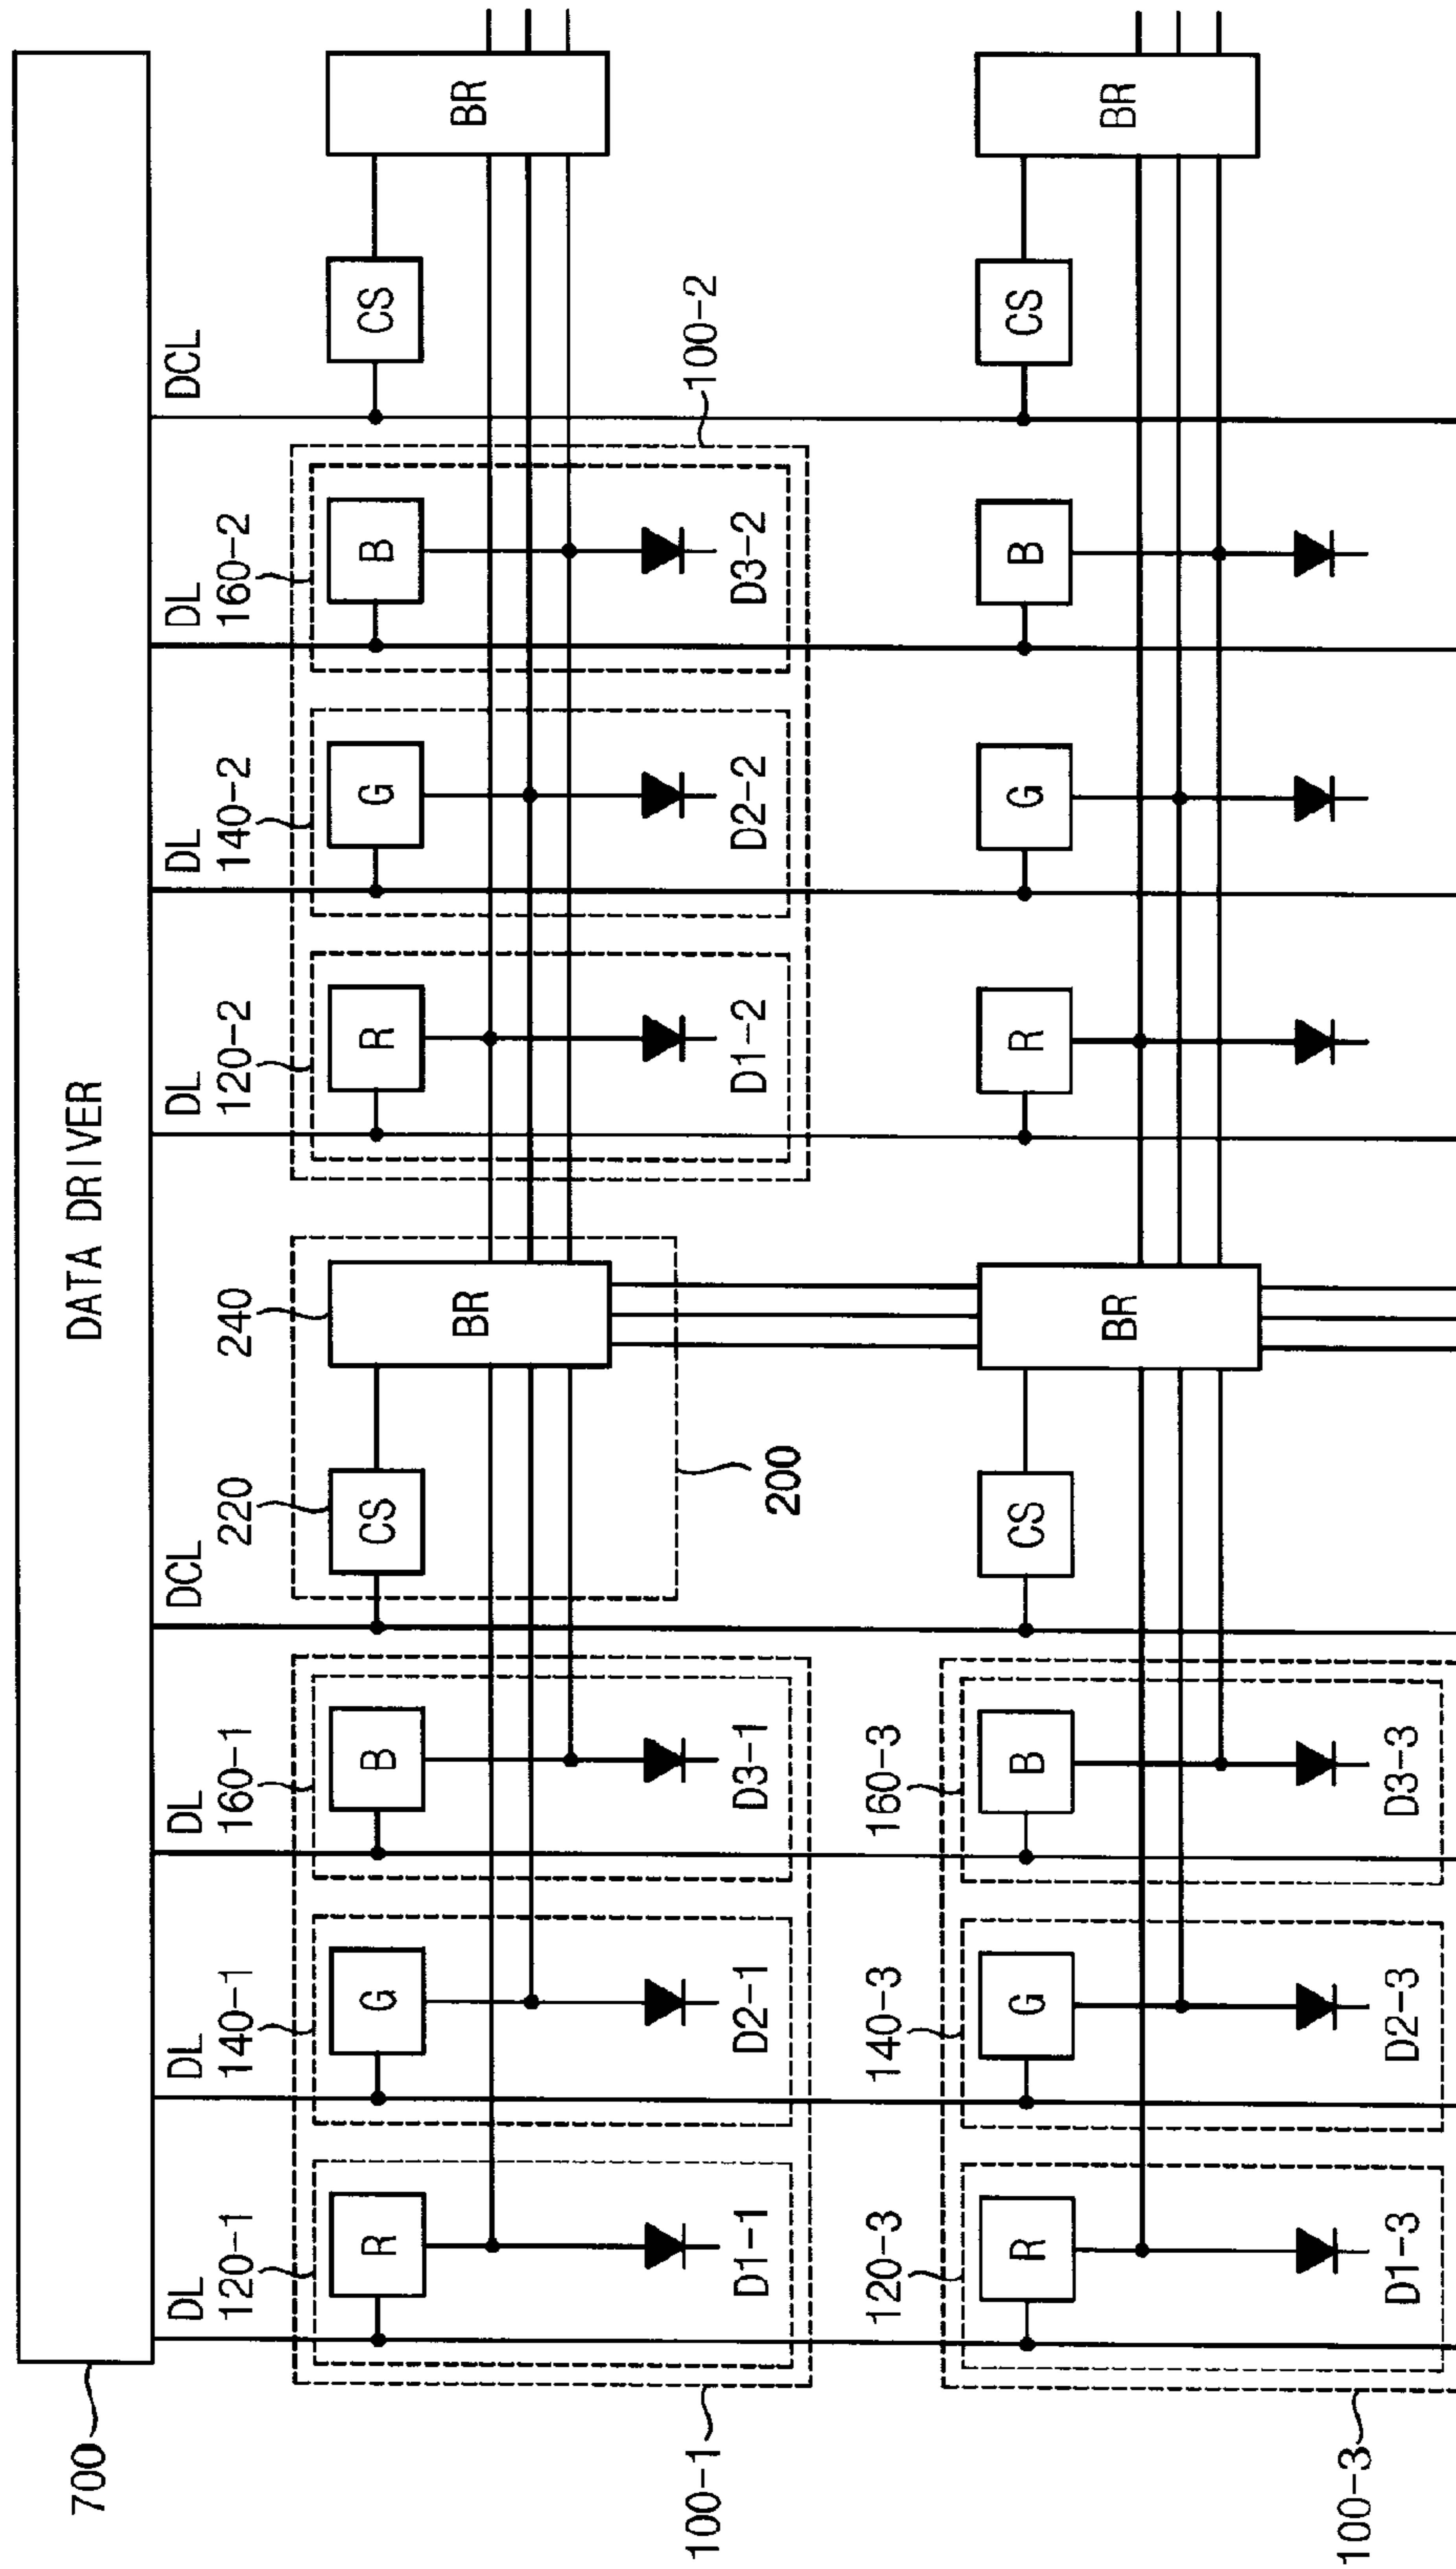 700
DATA DRIVER
DL
DL
DL
DCL
DL
DL
DL
DCL
120-1
140-1
160-1
220
240
120-2
140-2
160-2
R
G
B
CS
BR
R
G
B
CS
BR
D1-1
D2-1
D3-1
200
D1-2
D2-2
D3-2
100-1
100-2
120-3
140-3
160-3
R
G
B
CS
BR
R
G
B
CS
BR
D1-3
D2-3
D3-3
100-3